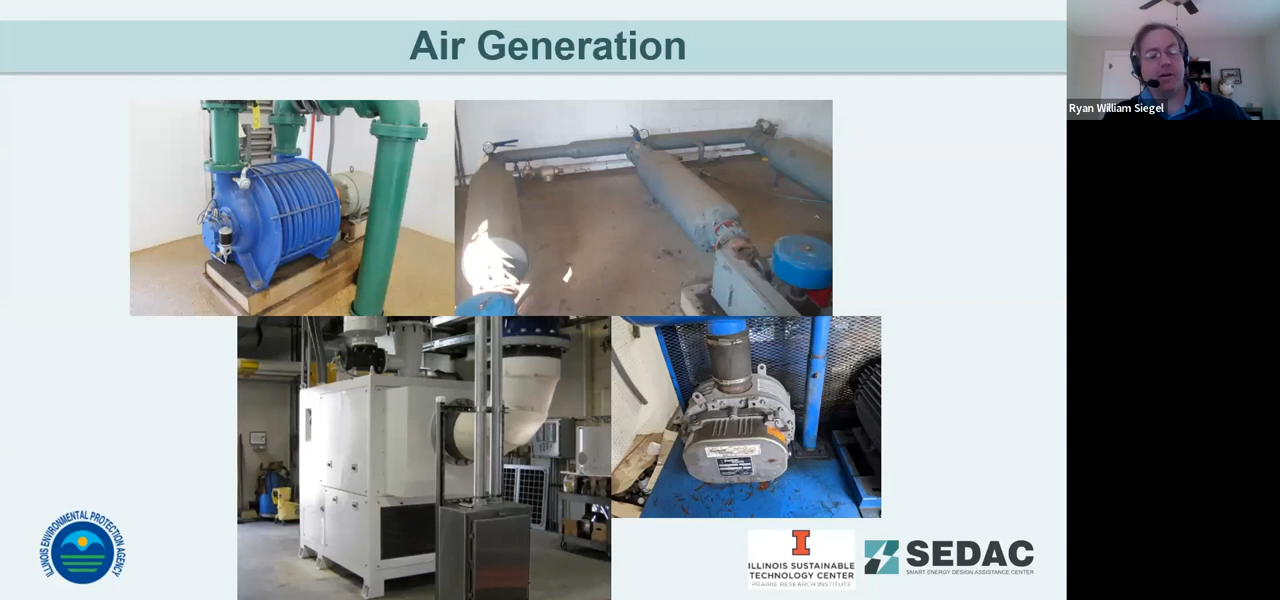 Air Generation
Ryan William Siegel
ILLINOIS ENVIRONMENTAL PROTECTION AGENCY
ILLINOIS SUSTAINABLE
TECHNOLOGY CENTER
PRAIRIE RESEARCH INSTITUTE
SEDAC
SMART ENERGY DESIGN ASSISTANCE CENTER